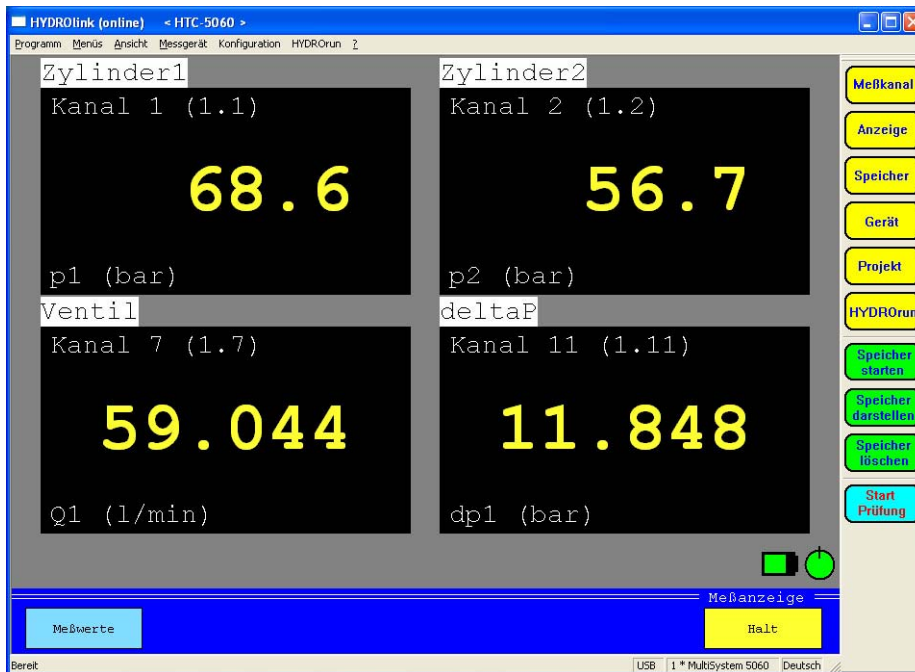 HYDROlink (online) < HTC-5060 >
Programm Menüs Ansicht Messgerät Konfiguration HYDROrun ?
Zylinder1
Kanal 1 (1.1)
68.6
p1 (bar)
Zylinder2
Kanal 2 (1.2)
56.7
p2 (bar)
Ventil
Kanal 7 (1.7)
59.044
Q1 (l/min)
deltaP
Kanal 11 (1.11)
11.848
dp1 (bar)
Meßkanal
Anzeige
Speicher
Gerät
Projekt
HYDROrun
Speicher
starten
Speicher
darstellen
Speicher
löschen
Start
Prüfung
Meßanzeige
Meßwerte
Halt
Bereit
USB
1 * MultiSystem 5060
Deutsch